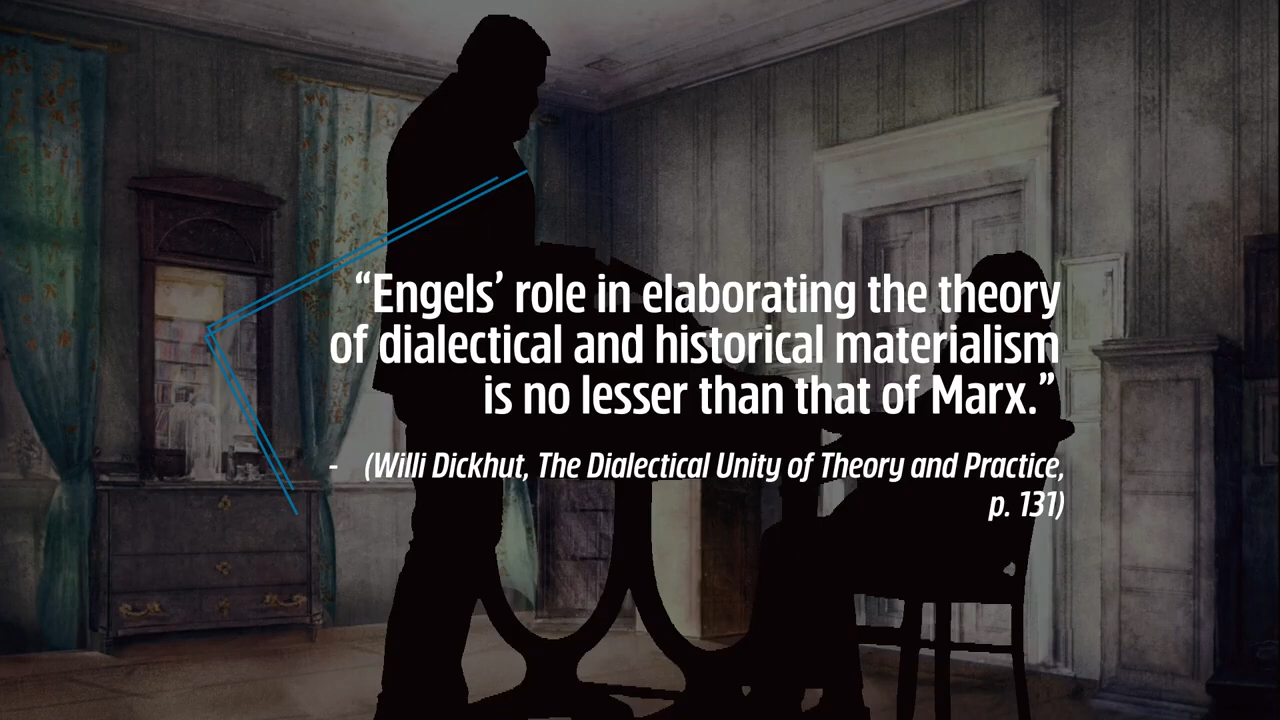 “Engels’ role in elaborating the theory
of dialectical and historical materialism
is no lesser than that of Marx.”
- (Willi Dickhut, The Dialectical Unity of Theory and Practice,
p. 131)